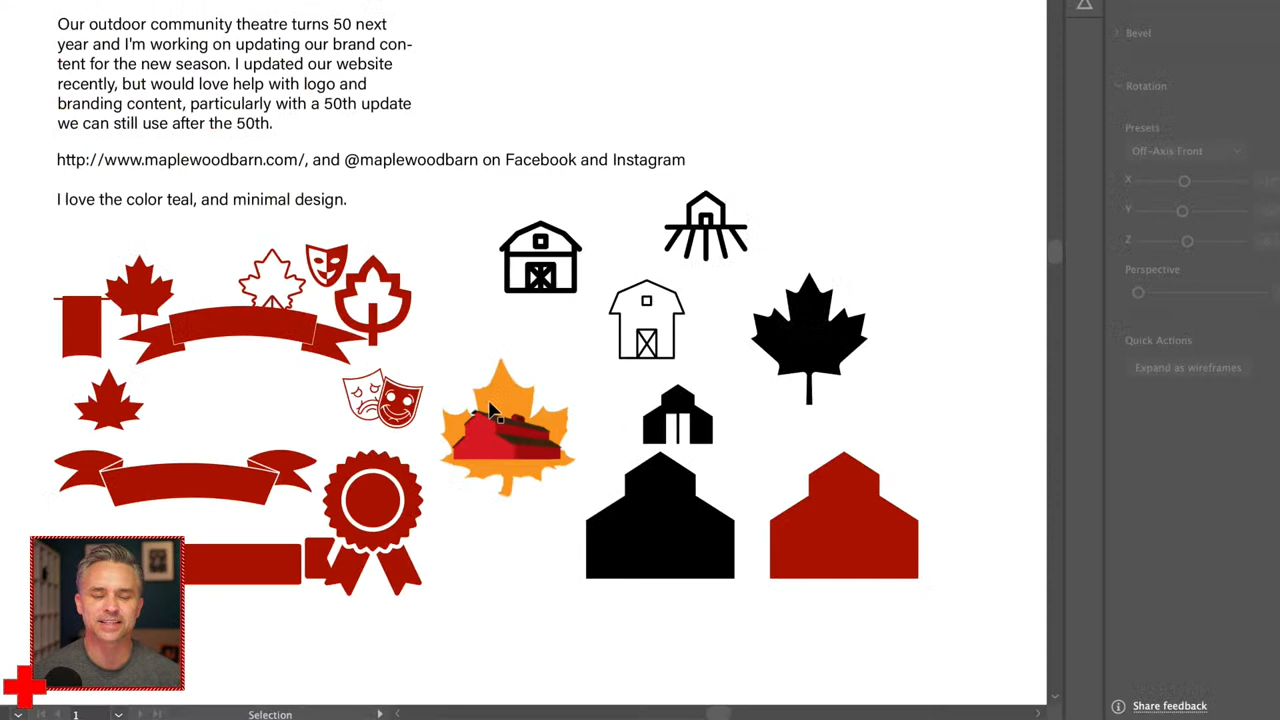 Our outdoor community theatre turns 50 next
year and I'm working on updating our brand con-
tent for the new season. I updated our website
recently, but would love help with logo and
branding content, particularly with a 50th update
we can still use after the 50th.
http://www.maplewoodbarn.com/, and @maplewoodbarn on Facebook and Instagram
I love the color teal, and minimal design.
Bevel
Rotation
Presets
Off-Axis Front
X
Y
Z
Perspective
Quick Actions
Expand as wireframes
Share feedback
1
Selection